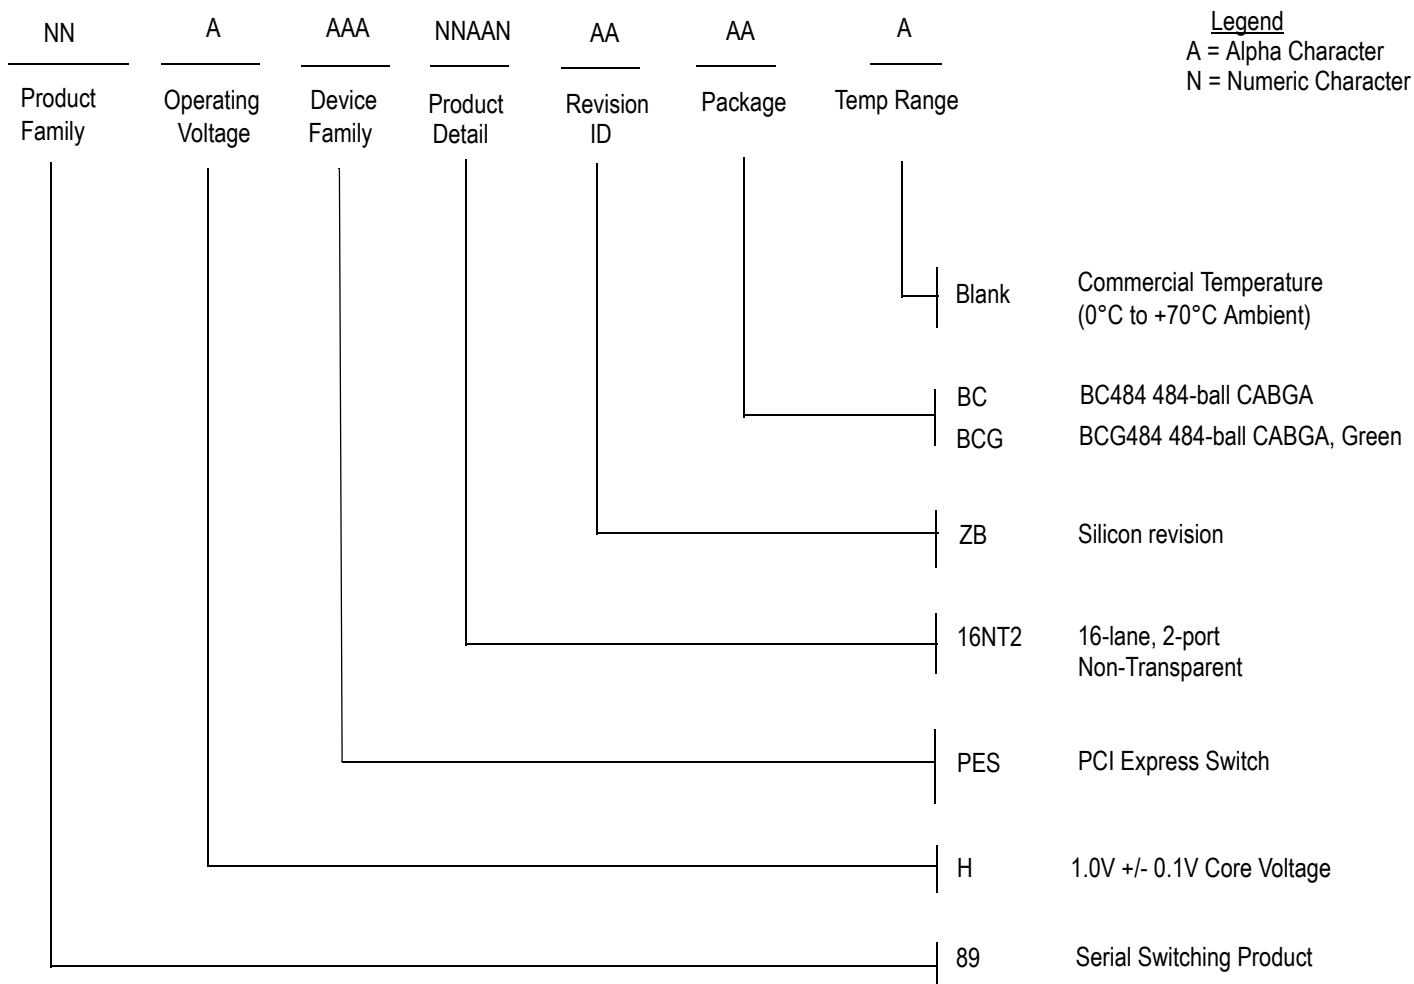 NN A AAA NNAAN AA AA A
Legend
A = Alpha Character
N = Numeric Character
Product Family
Operating Voltage
Device Family
Product Detail
Revision ID
Package
Temp Range
Blank Commercial Temperature
(0°C to +70°C Ambient)
BC BC484 484-ball CABGA
BCG BCG484 484-ball CABGA, Green
ZB Silicon revision
16NT2 16-lane, 2-port
Non-Transparent
PES PCI Express Switch
H 1.0V +/- 0.1V Core Voltage
89 Serial Switching Product